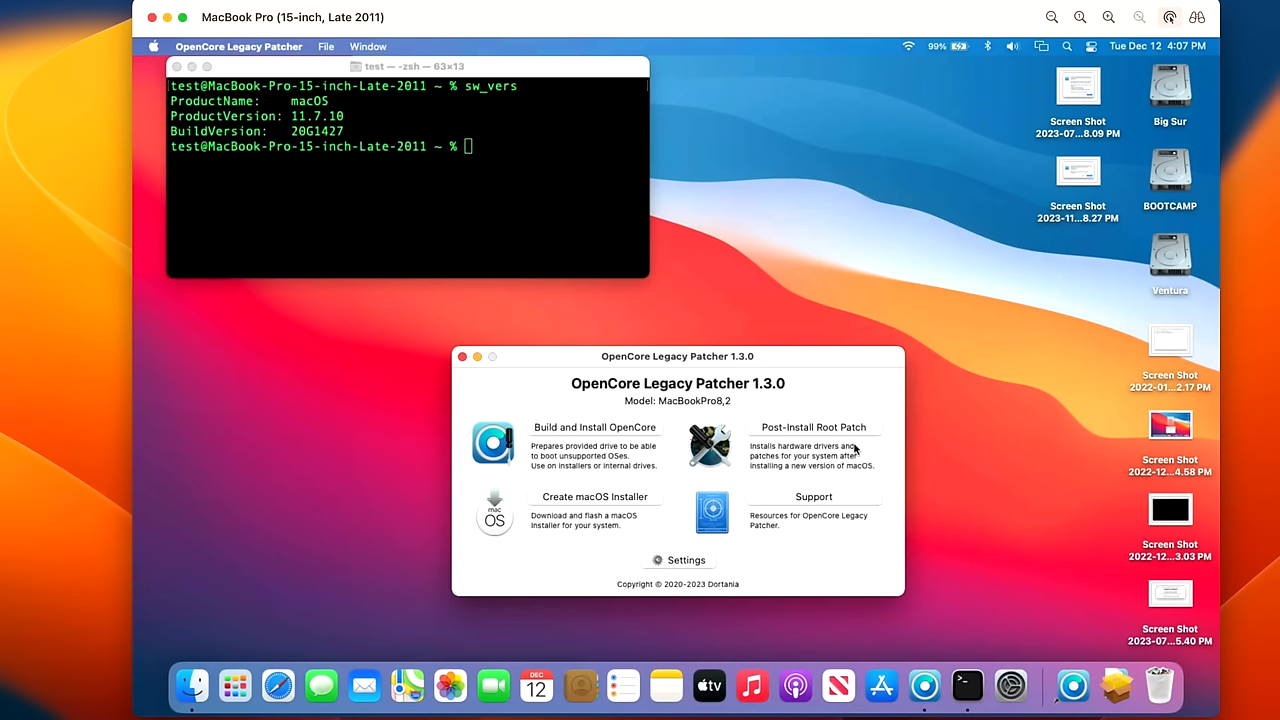 MacBook Pro (15-inch, Late 2011)
OpenCore Legacy Patcher File Window
99% Tue Dec 12 4:07 PM
test — -zsh — 63×13
test@MacBook-Pro-15-inch-Late-2011 ~ % sw_vers
ProductName: macOS
ProductVersion: 11.7.10
BuildVersion: 20G1427
test@MacBook-Pro-15-inch-Late-2011 ~ %
Screen Shot
2023-07...8.09 PM
Big Sur
Screen Shot
2023-11...8.27 PM
BOOTCAMP
Ventura
Screen Shot
2022-01...2.17 PM
Screen Shot
2022-12...4.58 PM
Screen Shot
2022-12...3.03 PM
Screen Shot
2023-07...5.40 PM
OpenCore Legacy Patcher 1.3.0
OpenCore Legacy Patcher 1.3.0
Model: MacBookPro8,2
Build and Install OpenCore
Prepares provided drive to be able
to boot unsupported OSes.
Use on installers or internal drives.
Post-Install Root Patch
Installs hardware drivers and
patches for your system after
installing a new version of macOS.
mac
OS
Create macOS Installer
Download and flash a macOS
Installer for your system.
Support
Resources for OpenCore Legacy
Patcher.
Settings
Copyright © 2020-2023 Dortania
DEC
12
tv